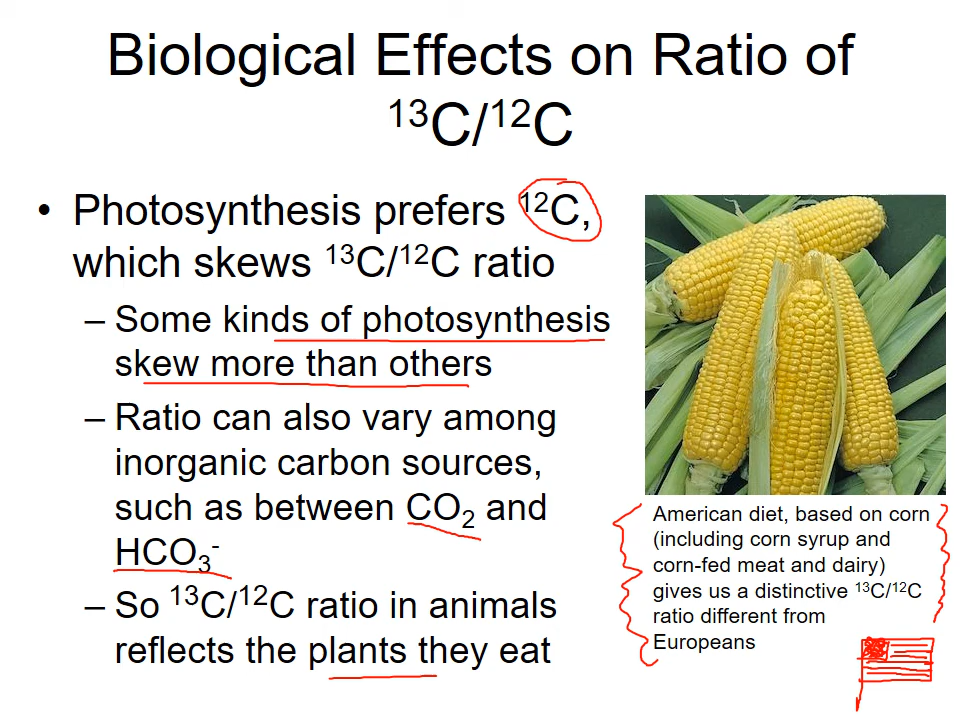 Biological Effects on Ratio of
¹³C/¹²C
• Photosynthesis prefers ¹²C,
which skews ¹³C/¹²C ratio
– Some kinds of photosynthesis
skew more than others
– Ratio can also vary among
inorganic carbon sources,
such as between CO₂ and
HCO₃⁻
– So ¹³C/¹²C ratio in animals
reflects the plants they eat
American diet, based on corn
(including corn syrup and
corn-fed meat and dairy)
gives us a distinctive ¹³C/¹²C
ratio different from
Europeans